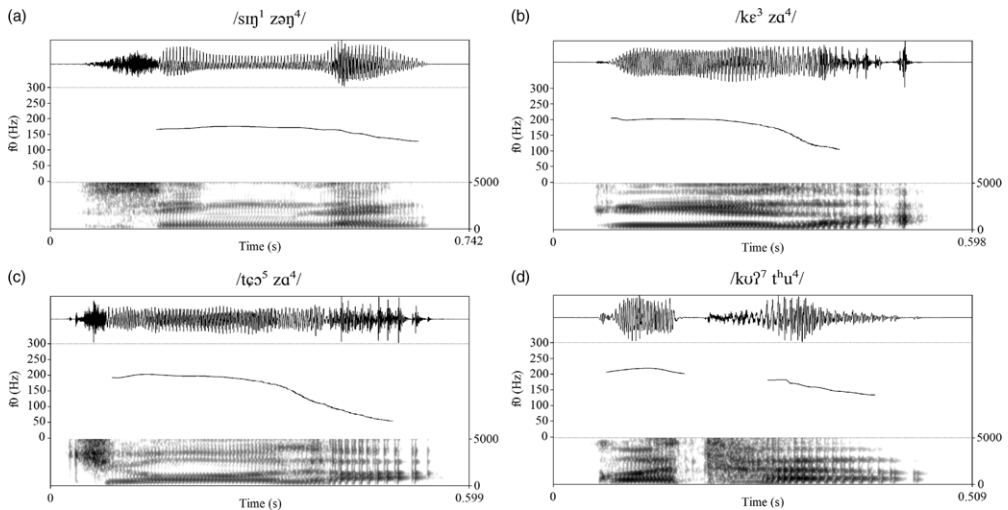 (a)
/sɪŋ¹ zəŋ⁴/
300
250
200
150
100
50
0
f0 (Hz)
5000
0
0
Time (s)
0.742
(b)
/kɛ³ zɑ⁴/
300
250
200
150
100
50
0
f0 (Hz)
5000
0
0
Time (s)
0.598
(c)
/tɕɔ⁵ zɑ⁴/
300
250
200
150
100
50
0
f0 (Hz)
5000
0
0
Time (s)
0.599
(d)
/kʊʔ⁷ tʰu⁴/
300
250
200
150
100
50
0
f0 (Hz)
5000
0
0
Time (s)
0.509